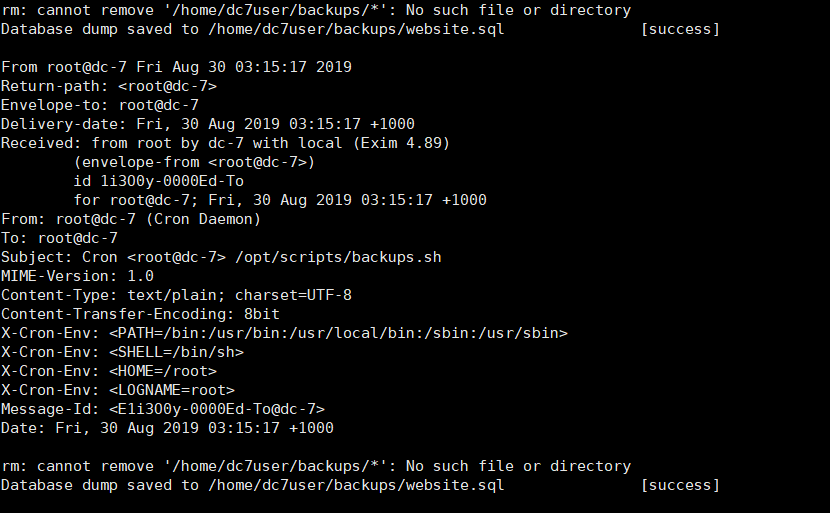 rm: cannot remove '/home/dc7user/backups/*': No such file or directory
Database dump saved to /home/dc7user/backups/website.sql               [success]
From root@dc-7 Fri Aug 30 03:15:17 2019
Return-path: <root@dc-7>
Envelope-to: root@dc-7
Delivery-date: Fri, 30 Aug 2019 03:15:17 +1000
Received: from root by dc-7 with local (Exim 4.89)
        (envelope-from <root@dc-7>)
        id 1i3O0y-0000Ed-To
        for root@dc-7; Fri, 30 Aug 2019 03:15:17 +1000
From: root@dc-7 (Cron Daemon)
To: root@dc-7
Subject: Cron <root@dc-7> /opt/scripts/backups.sh
MIME-Version: 1.0
Content-Type: text/plain; charset=UTF-8
Content-Transfer-Encoding: 8bit
X-Cron-Env: <PATH=/bin:/usr/bin:/usr/local/bin:/sbin:/usr/sbin>
X-Cron-Env: <SHELL=/bin/sh>
X-Cron-Env: <HOME=/root>
X-Cron-Env: <LOGNAME=root>
Message-Id: <E1i3O0y-0000Ed-To@dc-7>
Date: Fri, 30 Aug 2019 03:15:17 +1000
rm: cannot remove '/home/dc7user/backups/*': No such file or directory
Database dump saved to /home/dc7user/backups/website.sql               [success]